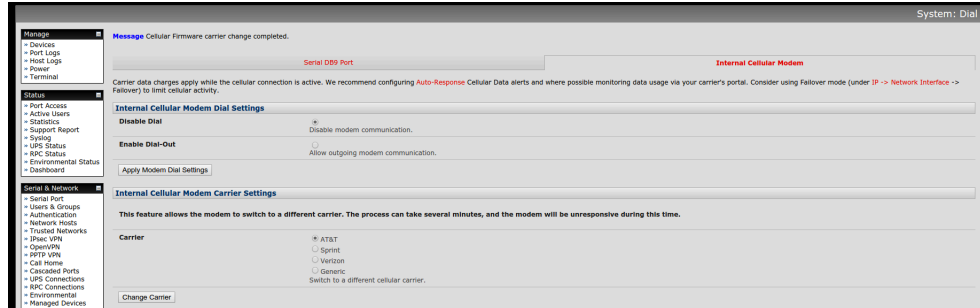 System: Dial
Manage
» Devices
» Port Logs
» Host Logs
» Power
» Terminal
Status
» Port Access
» Active Users
» Statistics
» Support Report
» Syslog
» UPS Status
» RPC Status
» Environmental Status
» Dashboard
Serial & Network
» Serial Port
» Users & Groups
» Authentication
» Network Hosts
» Trusted Networks
» IPsec VPN
» OpenVPN
» PPTP VPN
» Call Home
» Cascaded Ports
» UPS Connections
» RPC Connections
» Environmental
» Managed Devices
Message Cellular Firmware carrier change completed.
Serial DB9 Port
Internal Cellular Modem
Carrier data charges apply while the cellular connection is active. We recommend configuring Auto-Response Cellular Data alerts and where possible monitoring data usage via your carrier's portal. Consider using Failover mode (under IP -> Network Interface ->
Failover) to limit cellular activity.
Internal Cellular Modem Dial Settings
Disable Dial
Disable modem communication.
Enable Dial-Out
Allow outgoing modem communication.
Apply Modem Dial Settings
Internal Cellular Modem Carrier Settings
This feature allows the modem to switch to a different carrier. The process can take several minutes, and the modem will be unresponsive during this time.
Carrier
AT&T
Sprint
Verizon
Generic
Switch to a different cellular carrier.
Change Carrier